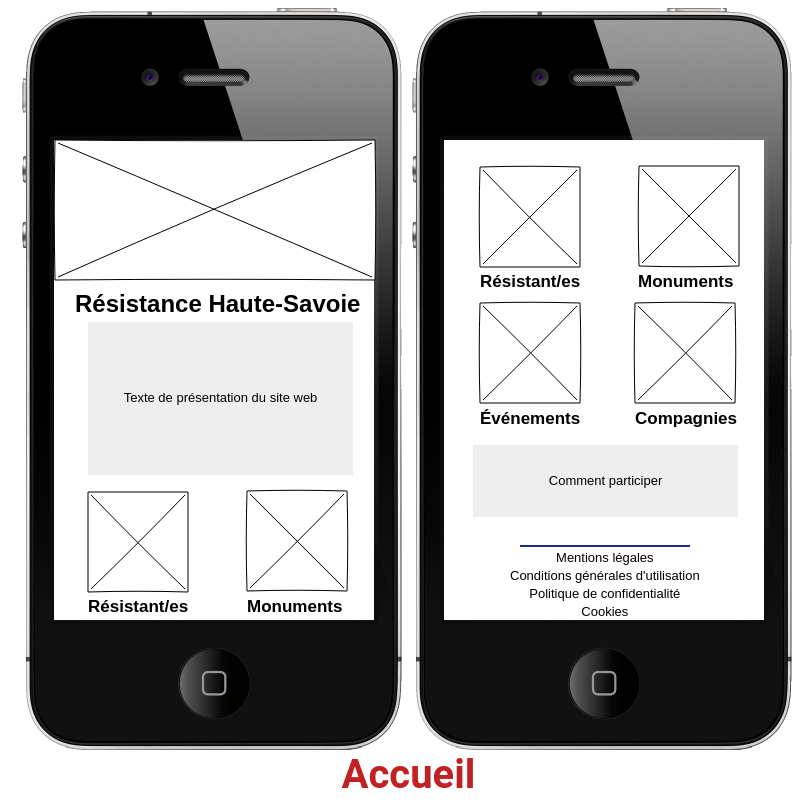 Résistance Haute-Savoie
Texte de présentation du site web
Résistant/es
Monuments
Résistant/es
Monuments
Événements
Compagnies
Comment participer
Mentions légales
Conditions générales d'utilisation
Politique de confidentialité
Cookies
Accueil